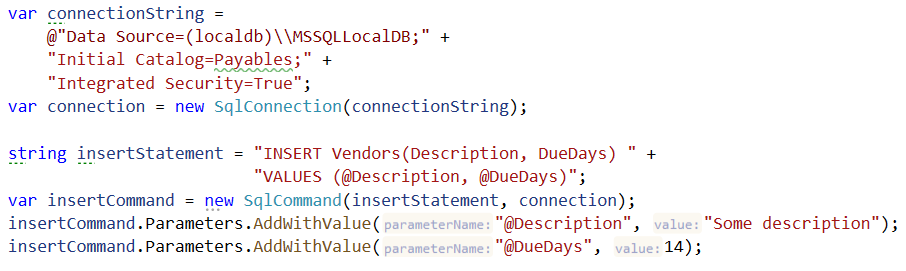 var connectionString =
@"Data Source=(localdb)\\MSSQLLocalDB;" +
"Initial Catalog=Payables;" +
"Integrated Security=True";
var connection = new SqlConnection(connectionString);
string insertStatement = "INSERT Vendors(Description, DueDays) " +
"VALUES (@Description, @DueDays)";
var insertCommand = new SqlCommand(insertStatement, connection);
insertCommand.Parameters.AddWithValue(parameterName:"@Description", value:"Some description");
insertCommand.Parameters.AddWithValue(parameterName:"@DueDays", value:14);